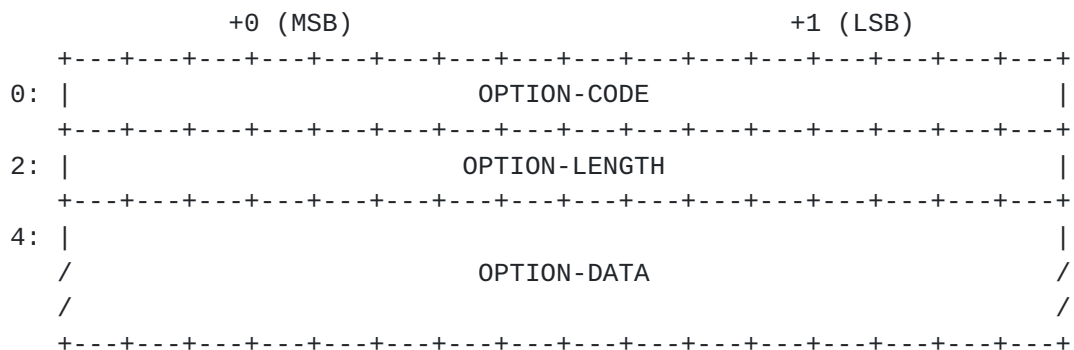 +0 (MSB)                            +1 (LSB)
+---+---+---+---+---+---+---+---+---+---+---+---+---+---+---+---+
0: |                          OPTION-CODE                          |
+---+---+---+---+---+---+---+---+---+---+---+---+---+---+---+---+
2: |                         OPTION-LENGTH                         |
+---+---+---+---+---+---+---+---+---+---+---+---+---+---+---+---+
4: |                                                               |
/                          OPTION-DATA                          /
/                                                               /
+---+---+---+---+---+---+---+---+---+---+---+---+---+---+---+---+